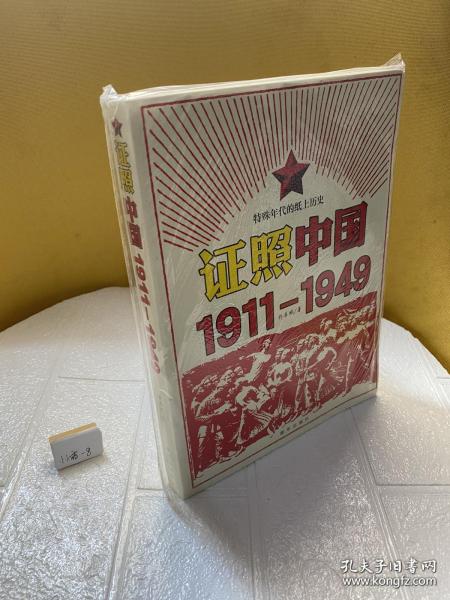 特殊年代的纸上历史
证照中国
1911-1949
证照中国 1911-1949
孔夫子旧书网
www.kongfz.com